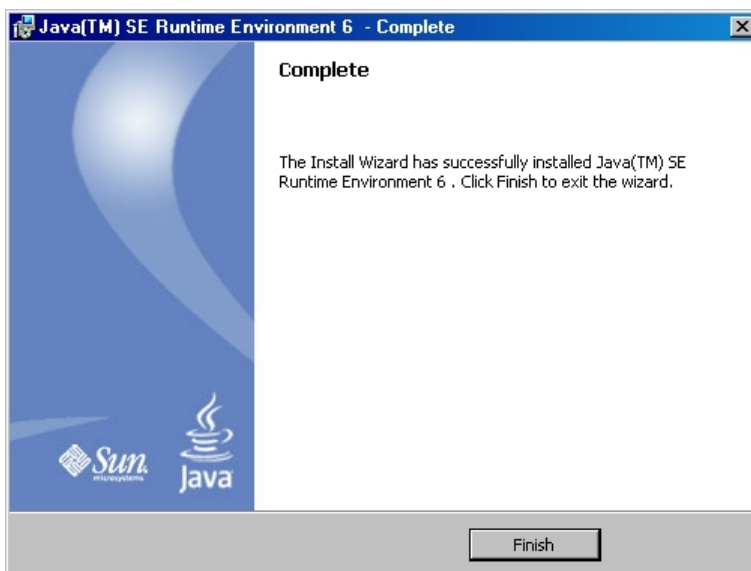 Java(TM) SE Runtime Environment 6 - Complete
Complete
The Install Wizard has successfully installed Java(TM) SE
Runtime Environment 6 . Click Finish to exit the wizard.
Sun
microsystems
Java
Finish